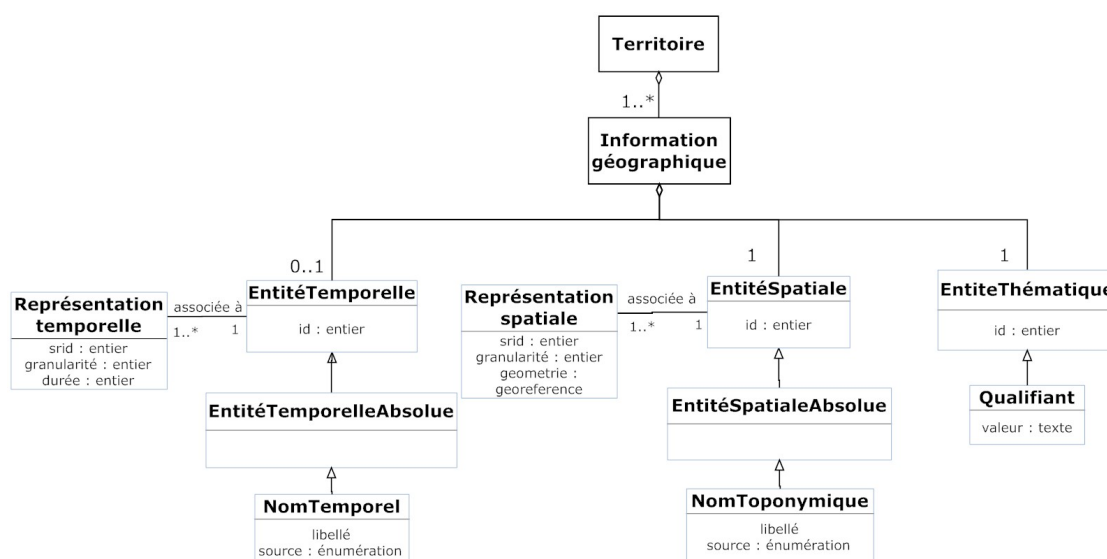 Territoire
1..*
Information
géographique
0..1
1
1
EntitéTemporelle
id : entier
Représentation
temporelle
srid : entier
granularité : entier
durée : entier
associée à
1..*
1
EntitéSpatiale
id : entier
Représentation
spatiale
srid : entier
granularité : entier
geometrie :
georeference
associée à
1..*
1
EntiteThématique
id : entier
EntitéTemporelleAbsolue
EntitéSpatialeAbsolue
Qualifiant
valeur : texte
NomTemporel
libellé
source : énumération
NomToponymique
libellé
source : énumération